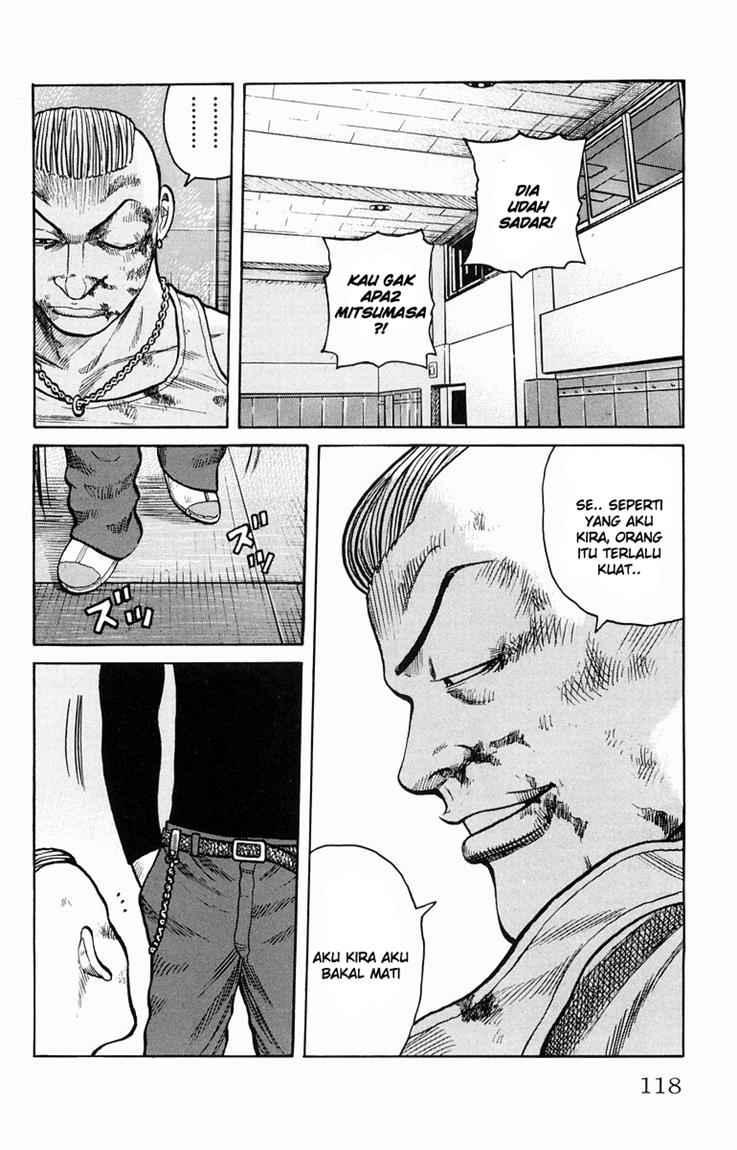 DIA
UDAH
SADAR!
KAU GAK
APA2
MITSUMASA
?!
.........
SE.. SEPERTI
YANG AKU
KIRA, ORANG
ITU TERLALU
KUAT..
AKU KIRA AKU
BAKAL MATI
ズッ
ズッ
118